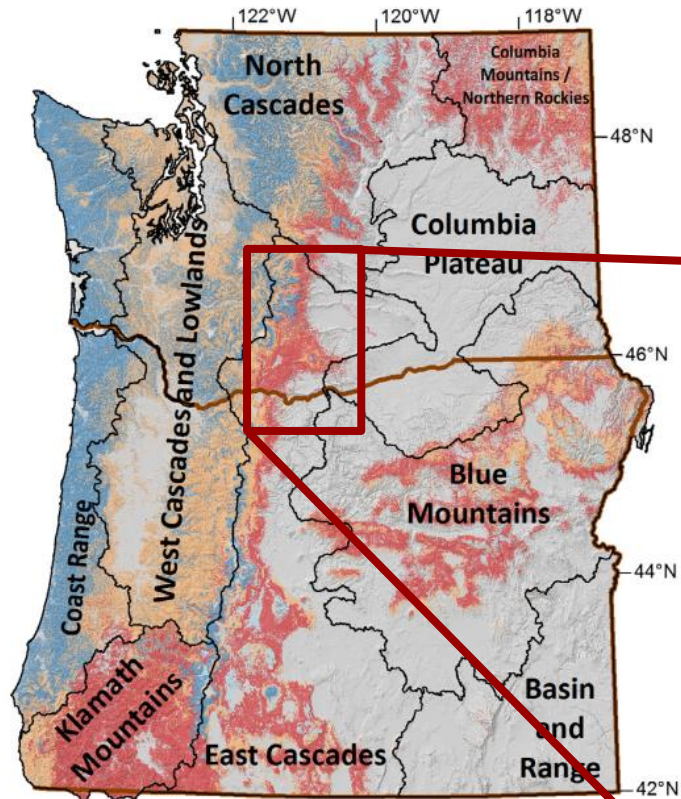 122°W
120°W
118°W
North
Cascades
Columbia
Mountains /
Northern Rockies
48°N
Columbia
Plateau
West Cascades and Lowlands
46°N
Blue
Mountains
Coast Range
44°N
Klamath
Mountains
East Cascades
Basin
and
Range
42°N